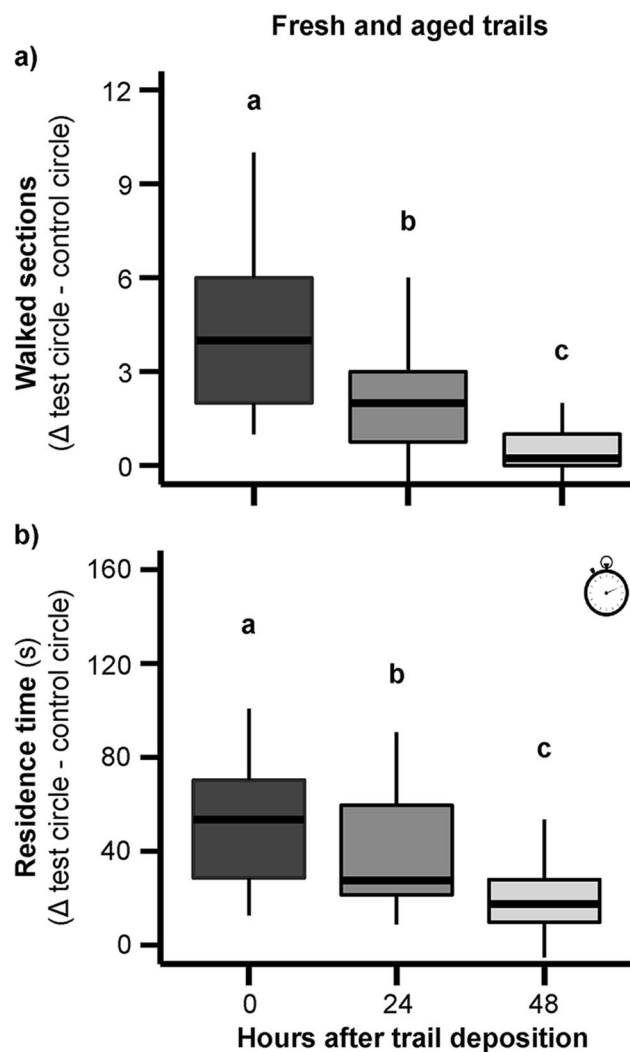 Fresh and aged trails
a)
Walked sections
(Δ test circle - control circle)
12
9
6
3
0
a
b
c
b)
Residence time (s)
(Δ test circle - control circle)
160
120
80
40
0
a
b
c
0 24 48
Hours after trail deposition